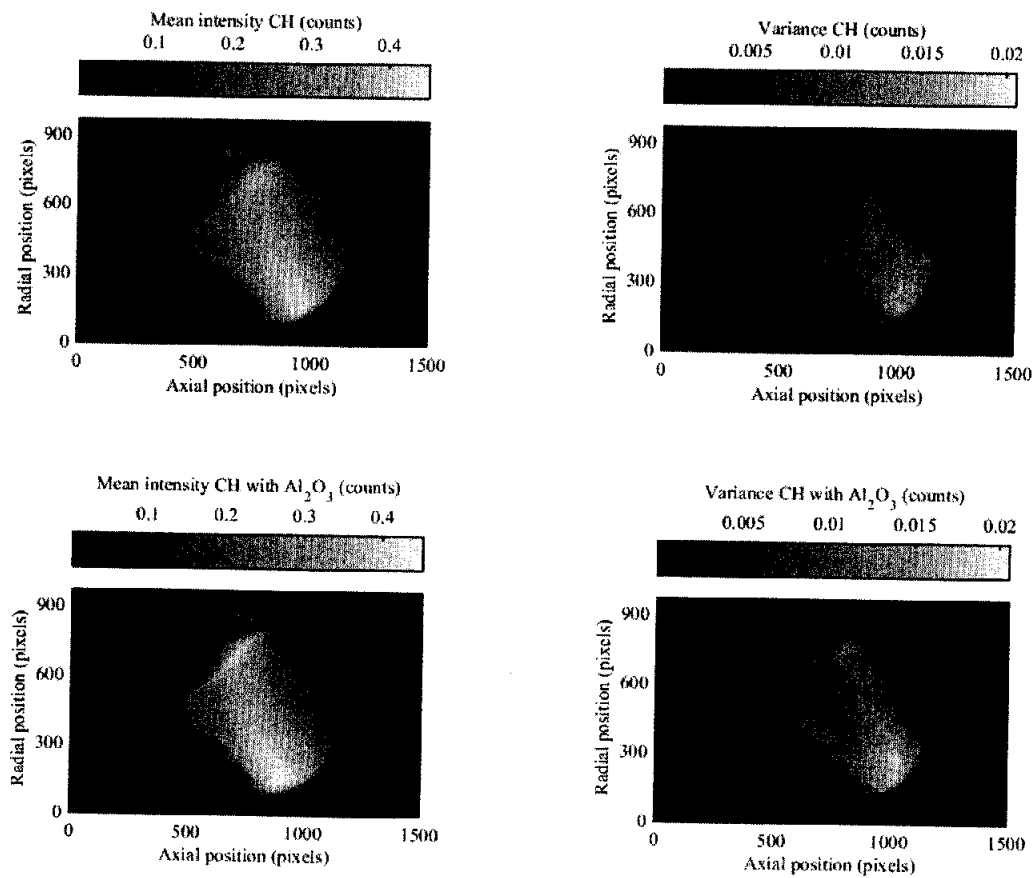 Mean intensity CH (counts)
0.1 0.2 0.3 0.4
900
600
300
0
Radial position (pixels)
0 500 1000 1500
Axial position (pixels)
Variance CH (counts)
0.005 0.01 0.015 0.02
900
600
300
0
Radial position (pixels)
0 500 1000 1500
Axial position (pixels)
Mean intensity CH with Al₂O₃ (counts)
0.1 0.2 0.3 0.4
900
600
300
0
Radial position (pixels)
0 500 1000 1500
Axial position (pixels)
Variance CH with Al₂O₃ (counts)
0.005 0.01 0.015 0.02
900
600
300
0
Radial position (pixels)
0 500 1000 1500
Axial position (pixels)